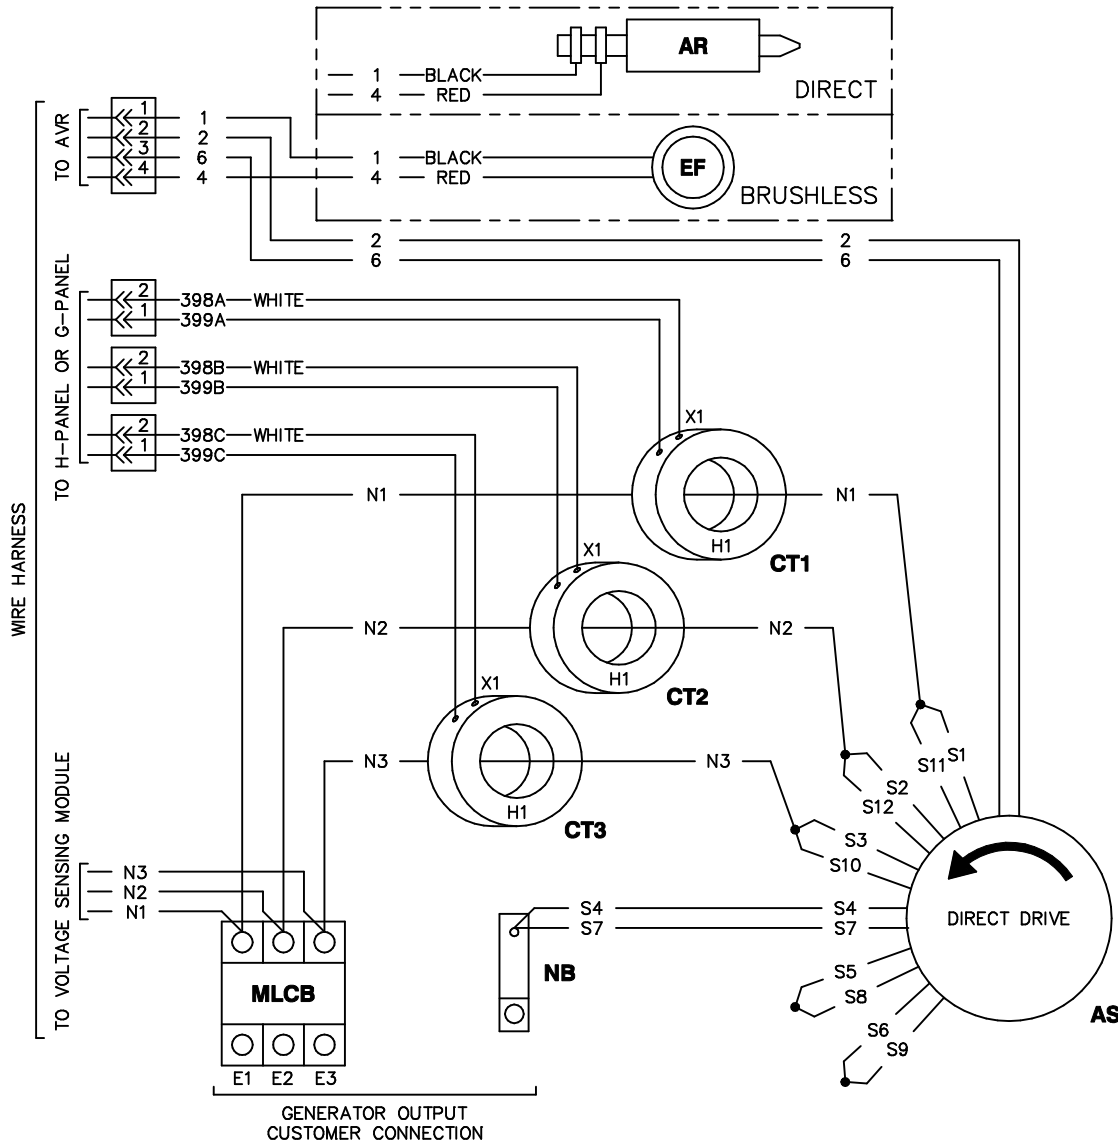 AR
1 BLACK
4 RED
DIRECT
TO AVR
1 1
2 2
3 6
4 4
1 BLACK
4 RED
EF
BRUSHLESS
2 2
6 6
WIRE HARNESS
TO H-PANEL OR G-PANEL
2 398A WHITE
1 399A
2 398B WHITE
1 399B
2 398C WHITE
1 399C
X1
N1 N1
H1
CT1
X1
N2 N2
H1
CT2
X1
N3 N3
H1
CT3
S11 S1
S2
S12
S3
S10
TO VOLTAGE SENSING MODULE
N3
N2
N1
S4 S4
S7 S7
DIRECT DRIVE
NB
MLCB
S5
S8
S6
S9
AS
E1 E2 E3
GENERATOR OUTPUT
CUSTOMER CONNECTION